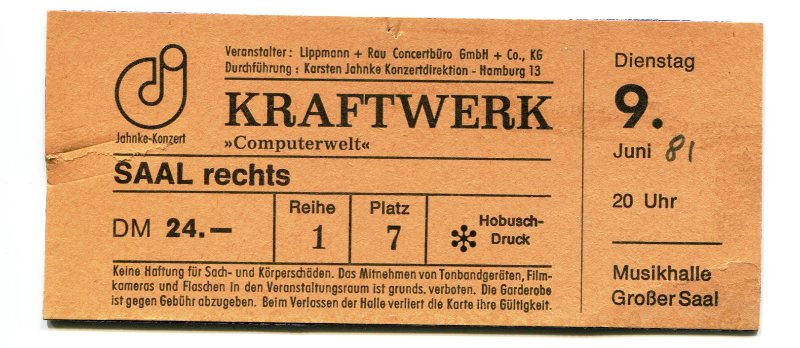 Veranstalter: Lippmann + Rau Concertbüro GmbH + Co., KG
Durchführung: Karsten Jahnke Konzertdirektion - Hamburg 13
Jahnke-Konzert
KRAFTWERK
»Computerwelt«
SAAL rechts
DM 24.—
Reihe
1
Platz
7
Hobusch-
Druck
Keine Haftung für Sach- und Körperschäden. Das Mitnehmen von Tonbandgeräten, Film-
kameras und Flaschen in den Veranstaltungsraum ist grunds. verboten. Die Garderobe
ist gegen Gebühr abzugeben. Beim Verlassen der Halle verliert die Karte ihre Gültigkeit.
Dienstag
9.
Juni 81
20 Uhr
Musikhalle
Großer Saal